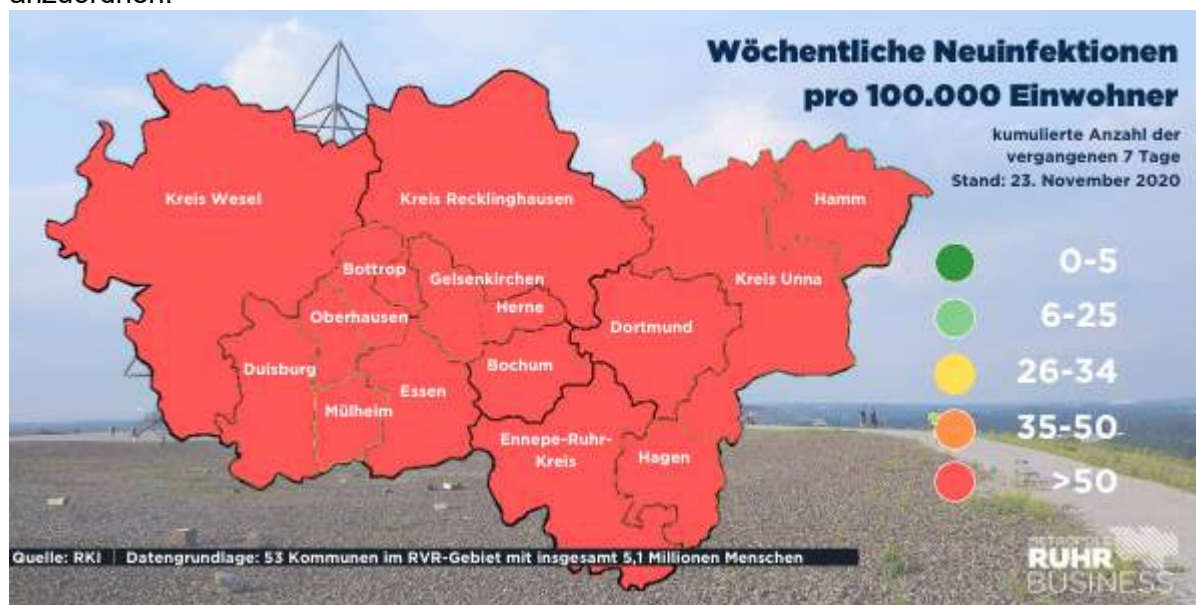 anzuordnen.
Wöchentliche Neuinfektionen
pro 100.000 Einwohner
kumulierte Anzahl der
vergangenen 7 Tage
Stand: 23. November 2020
Kreis Wesel
Kreis Recklinghausen
Hamm
Bottrop
Gelsenkirchen
Kreis Unna
Herne
Oberhausen
Dortmund
Duisburg
Bochum
Essen
Mülheim
Ennepe-Ruhr-
Kreis
Hagen
0-5
6-25
26-34
35-50
>50
Quelle: RKI | Datengrundlage: 53 Kommunen im RVR-Gebiet mit insgesamt 5,1 Millionen Menschen
METROPOLE
RUHR
BUSINESS